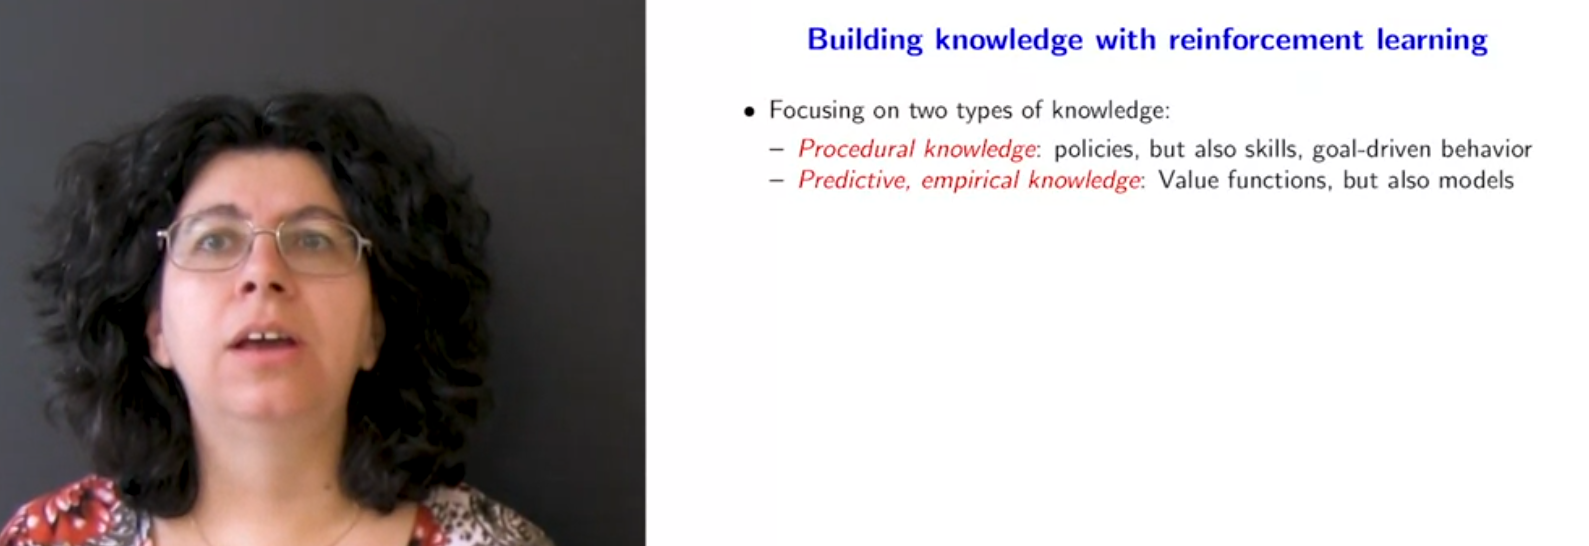 Building knowledge with reinforcement learning
• Focusing on two types of knowledge:
– Procedural knowledge: policies, but also skills, goal-driven behavior
– Predictive, empirical knowledge: Value functions, but also models